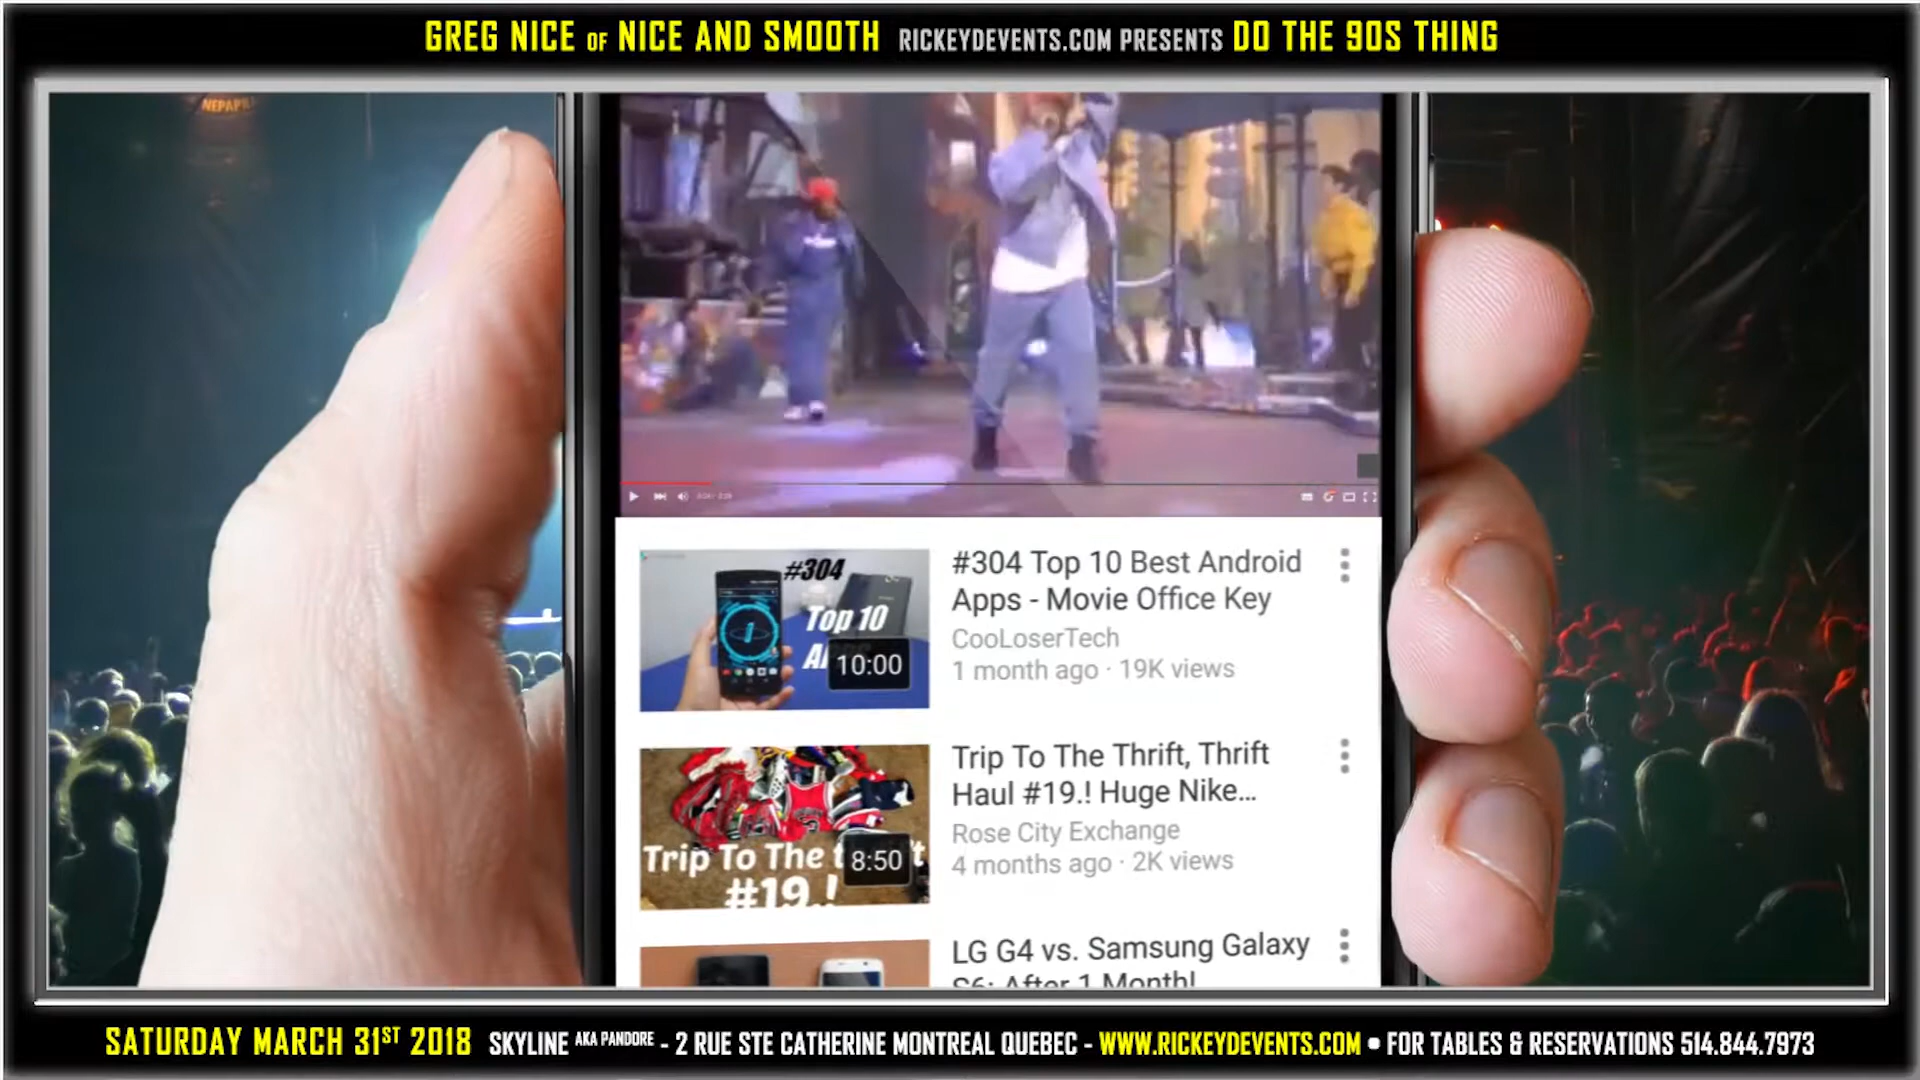 GREG NICE OF NICE AND SMOOTH RICKEYDEVENTS.COM PRESENTS DO THE 90S THING
#304
Top 10
10:00
#304 Top 10 Best Android
Apps - Movie Office Key
CooLoserTech
1 month ago · 19K views
Trip To The
8:50
#19.!
Trip To The Thrift, Thrift
Haul #19.! Huge Nike...
Rose City Exchange
4 months ago · 2K views
LG G4 vs. Samsung Galaxy
S6: After 1 Month!
SATURDAY MARCH 31ST 2018 SKYLINE AKA PANDORE - 2 RUE STE CATHERINE MONTREAL QUEBEC - WWW.RICKEYDEVENTS.COM • FOR TABLES & RESERVATIONS 514.844.7973